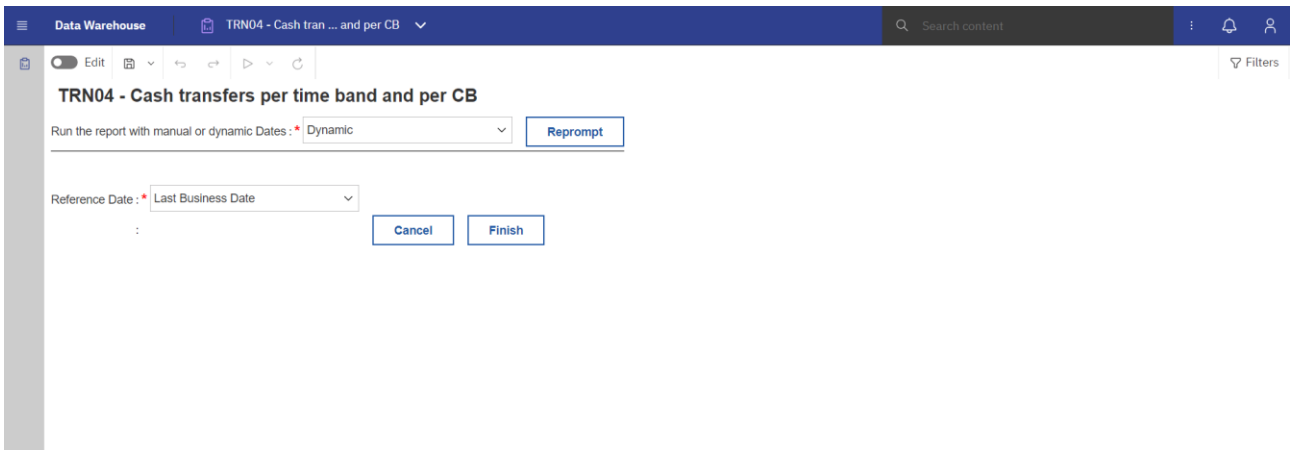 Data Warehouse TRN04 - Cash tran ... and per CB Search content
Edit Filters
TRN04 - Cash transfers per time band and per CB
Run the report with manual or dynamic Dates : * Dynamic Reprompt
Reference Date : * Last Business Date
: Cancel Finish